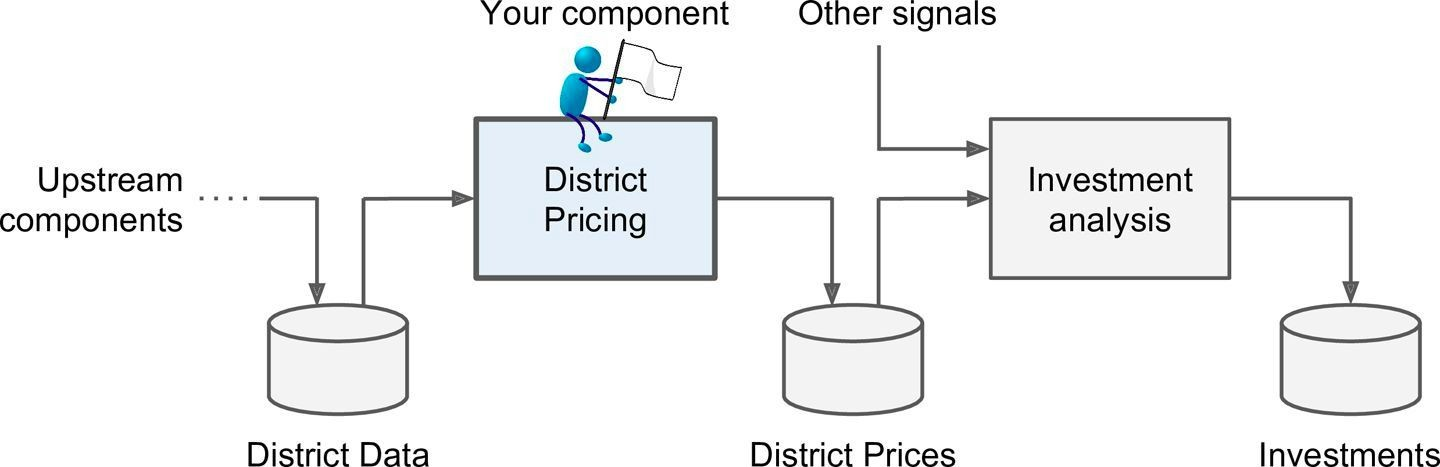 Your component
Other signals
Upstream
components
District
Pricing
Investment
analysis
District Data
District Prices
Investments